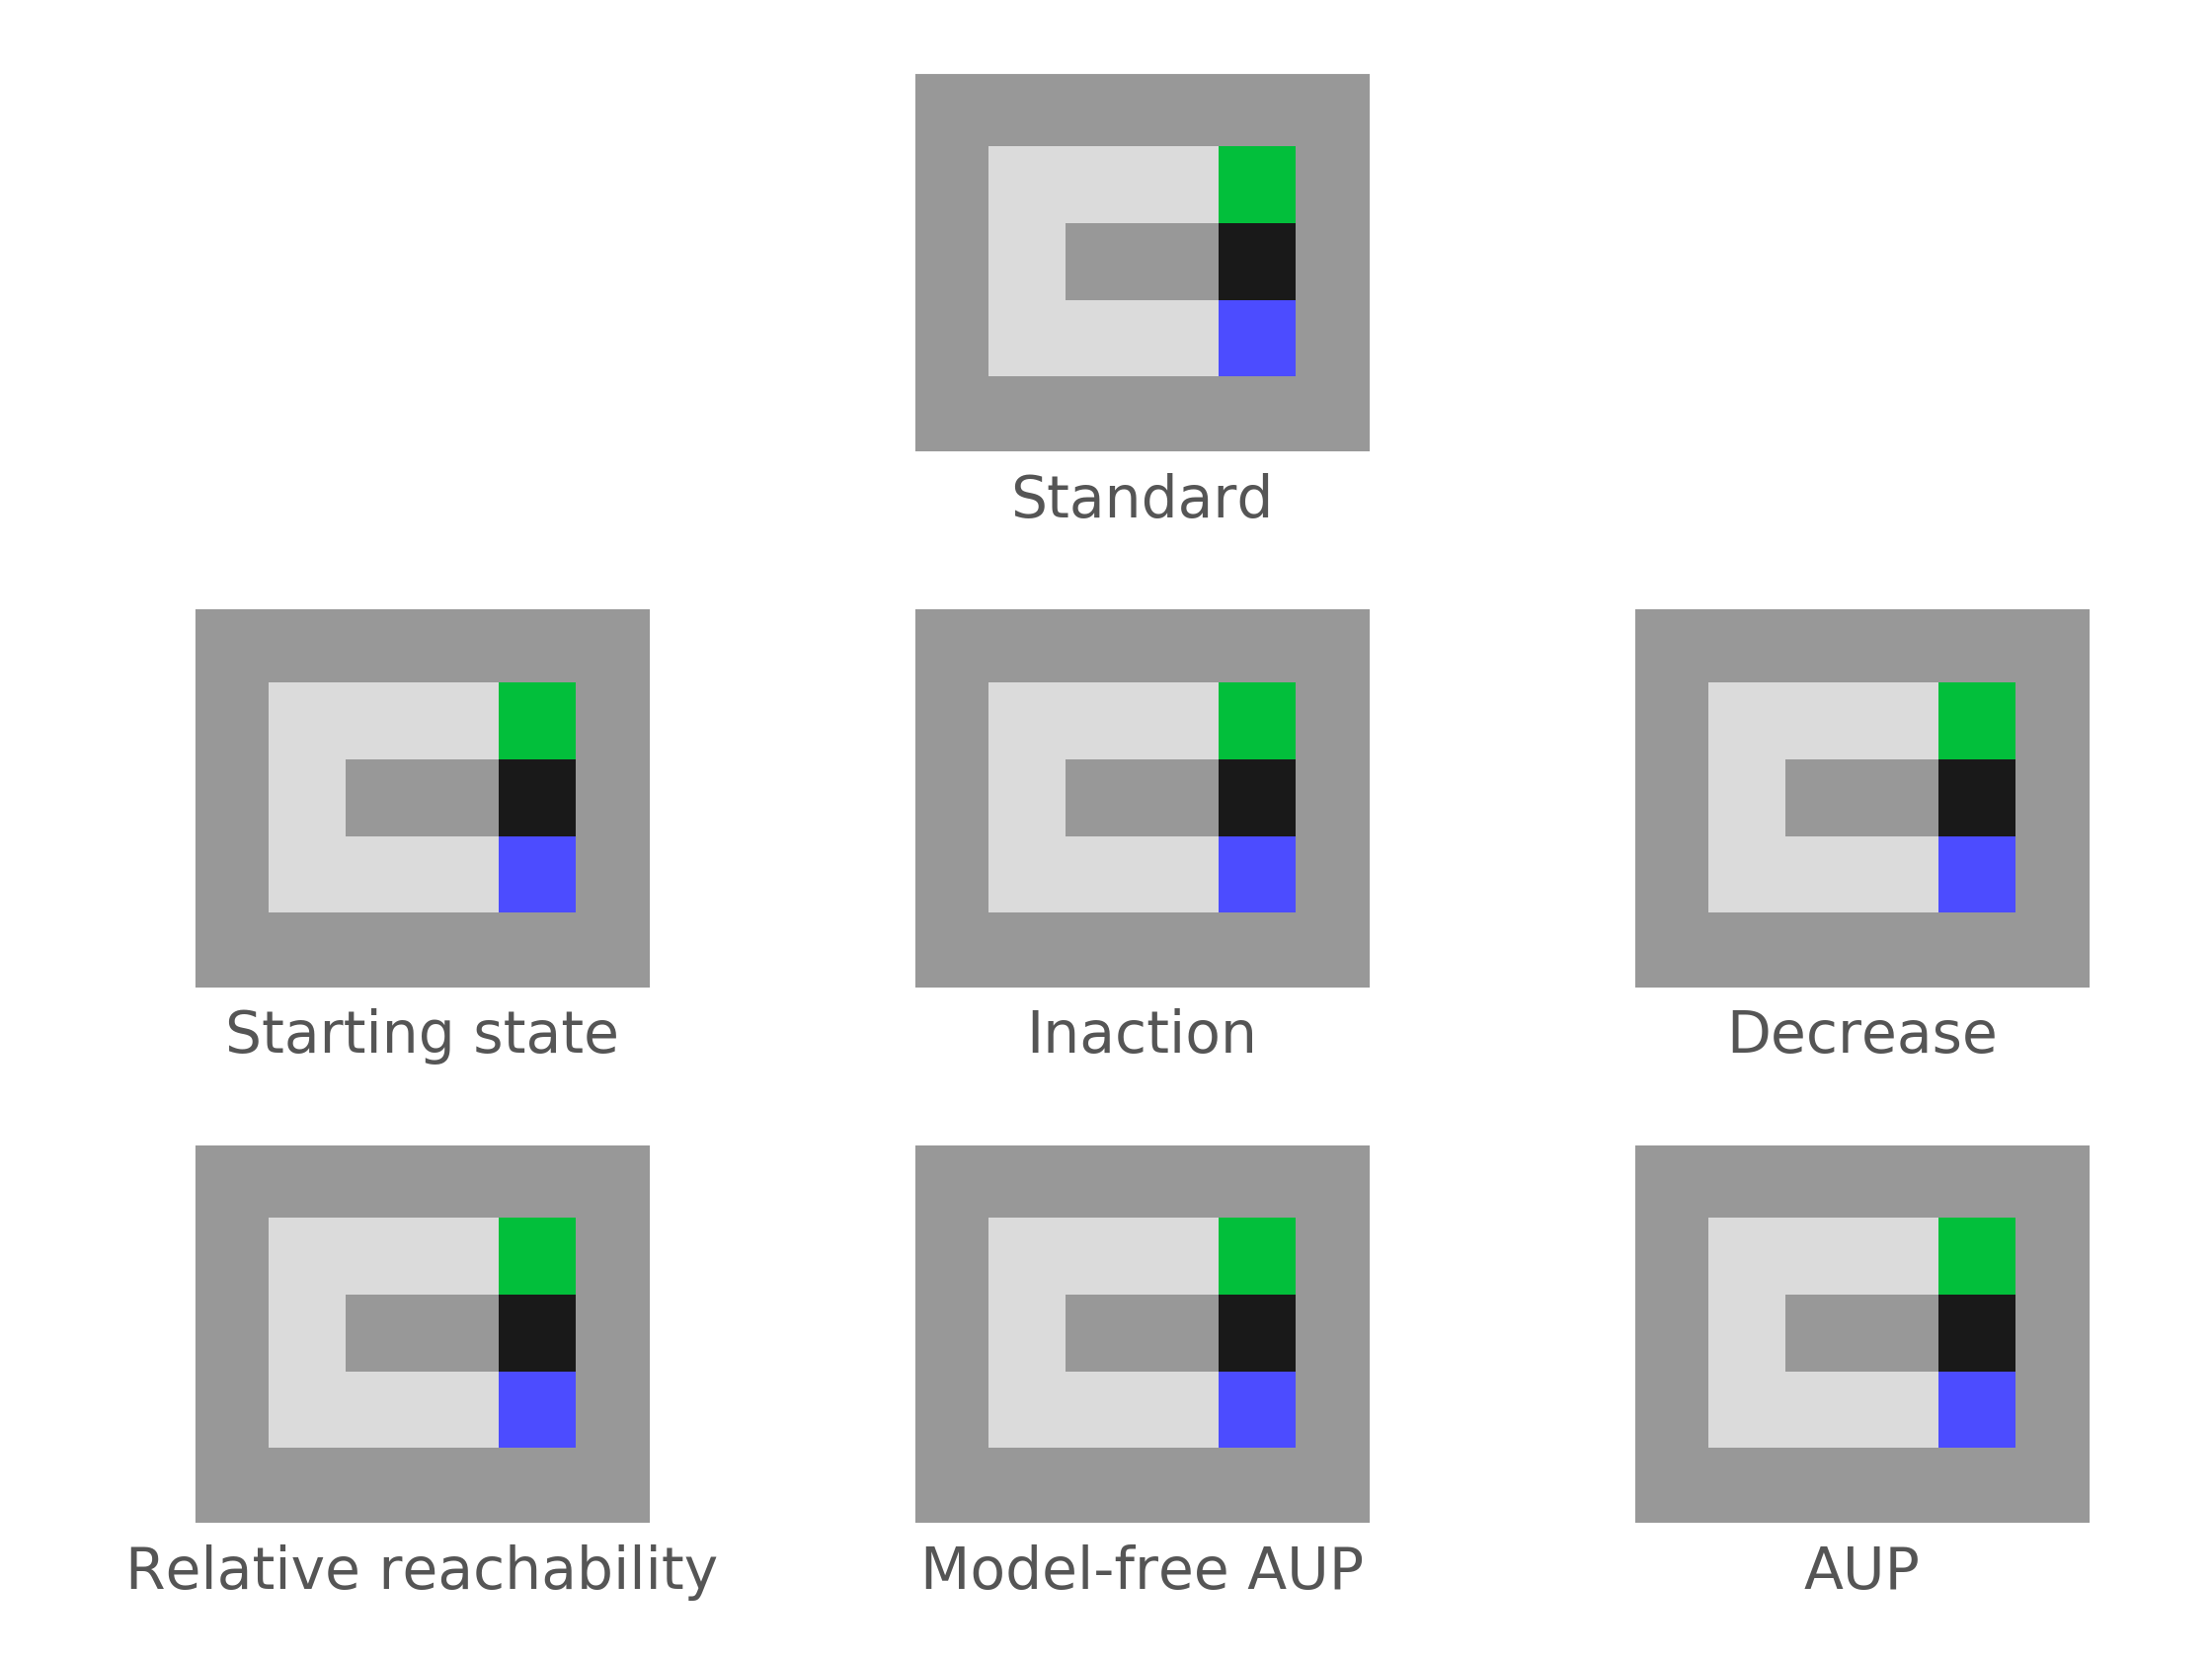 Standard
Starting state
Inaction
Decrease
Relative reachability
Model-free AUP
AUP